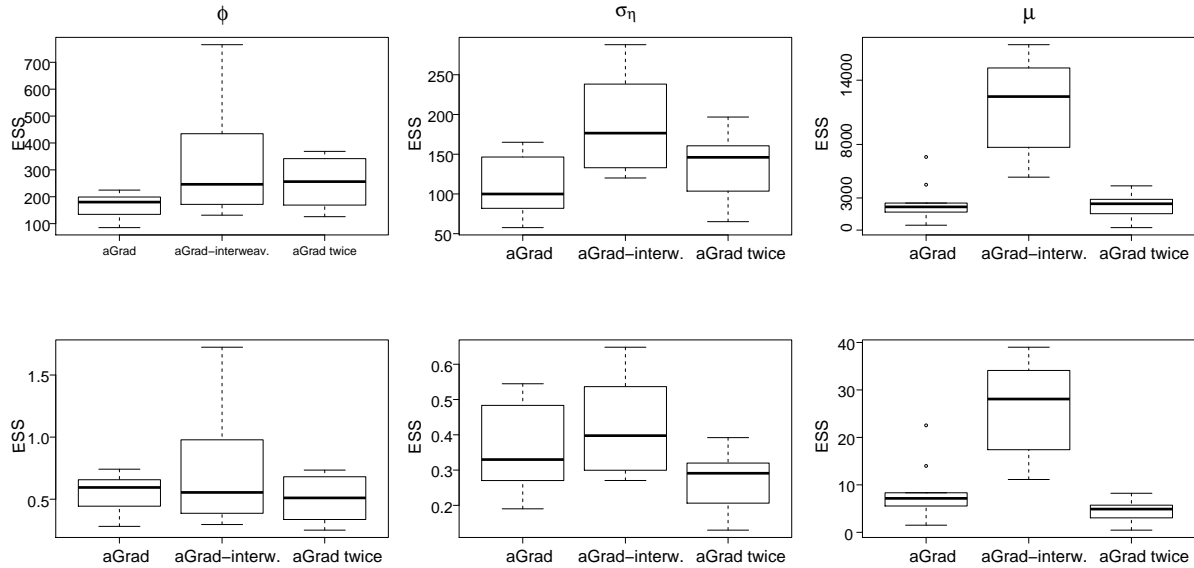 ϕ
ESS
700
600
500
400
300
200
100
aGrad
aGrad−interweav.
aGrad twice
ση
ESS
250
200
150
100
50
aGrad
aGrad−interw.
aGrad twice
μ
ESS
14000
8000
3000
0
aGrad
aGrad−interw.
aGrad twice
ESS
1.5
1.0
0.5
aGrad
aGrad−interw.
aGrad twice
ESS
0.6
0.5
0.4
0.3
0.2
aGrad
aGrad−interw.
aGrad twice
ESS
40
30
20
10
0
aGrad
aGrad−interw.
aGrad twice